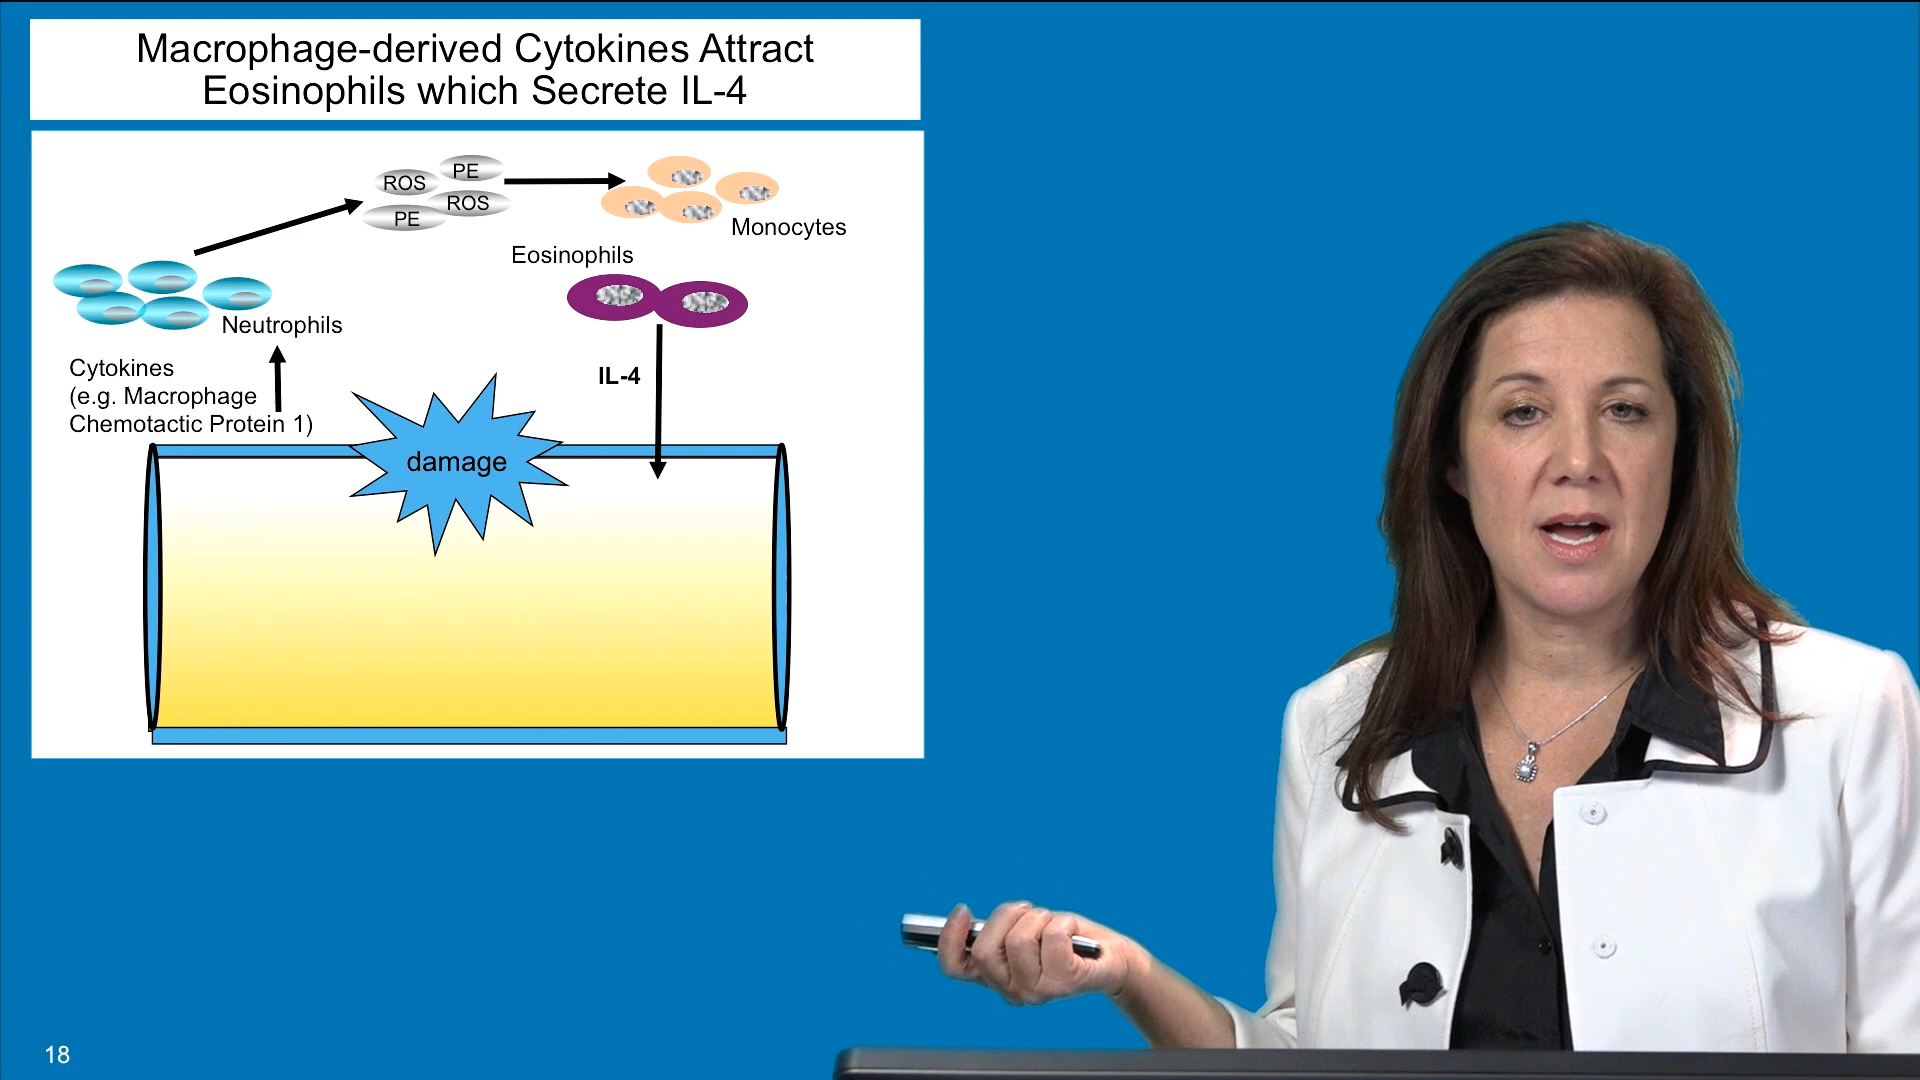 Macrophage-derived Cytokines Attract
Eosinophils which Secrete IL-4
PE
ROS
ROS
PE
Monocytes
Eosinophils
Neutrophils
Cytokines
(e.g. Macrophage
Chemotactic Protein 1)
IL-4
damage
18